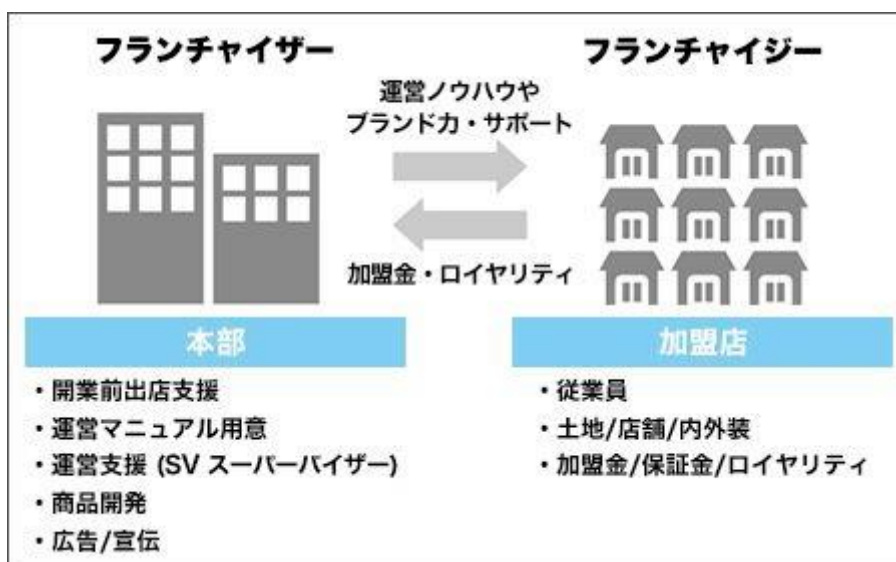 フランチャイザー
フランチャイジー
運営ノウハウや
ブランド力・サポート
加盟金・ロイヤリティ
本部
・開業前出店支援
・運営マニュアル用意
・運営支援 (SV スーパーバイザー)
・商品開発
・広告/宣伝
加盟店
・従業員
・土地/店舗/内外装
・加盟金/保証金/ロイヤリティ